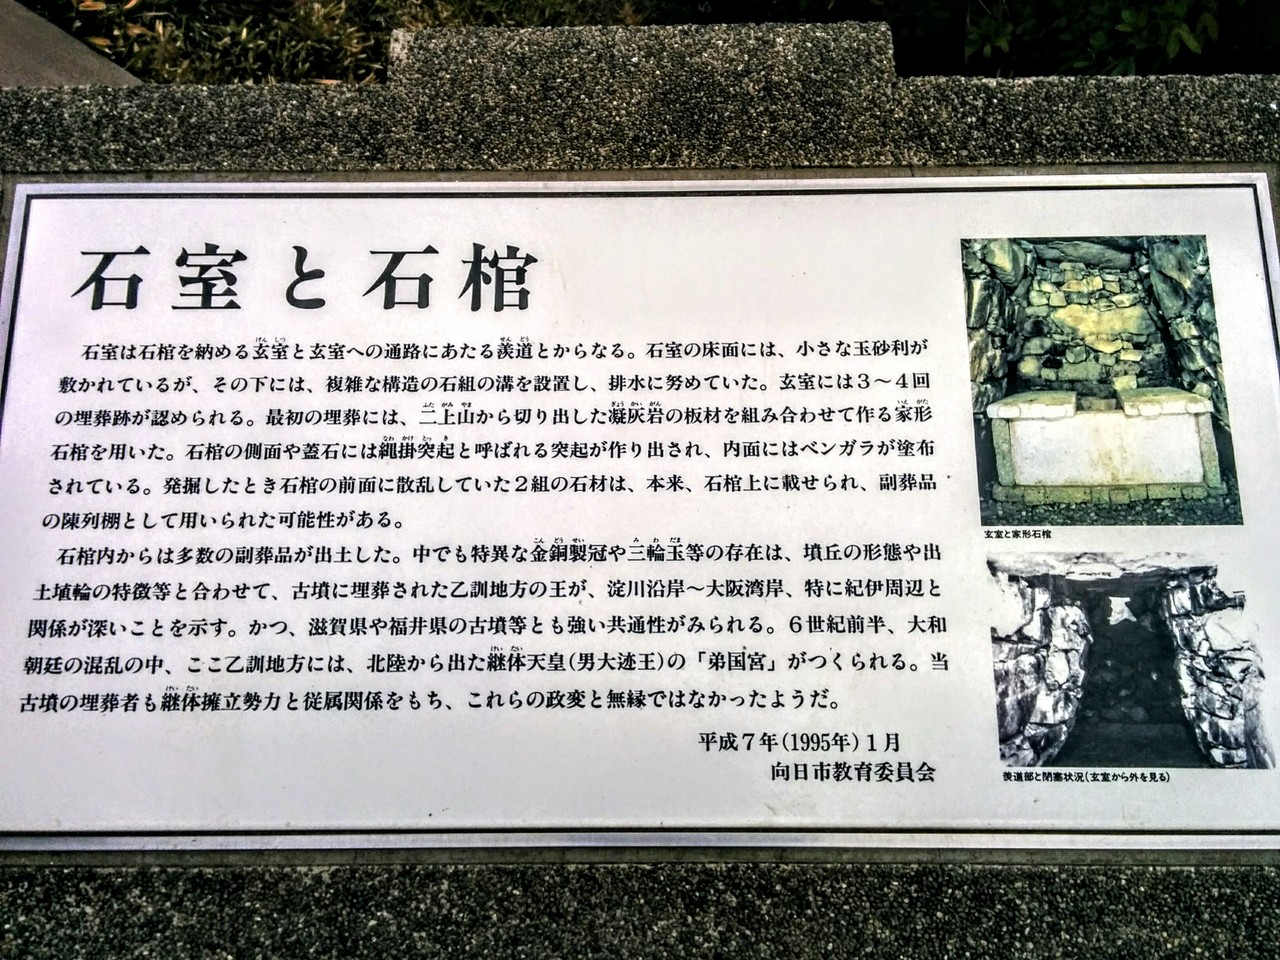 石室と石棺
石室は石棺を納める玄室と玄室への通路にあたる羨道とからなる。石室の床面には、小さな玉砂利が
敷かれているが、その下には、複雑な構造の石組の溝を設置し、排水に努めていた。玄室には３〜４回
の埋葬跡が認められる。最初の埋葬には、二上山から切り出した凝灰岩の板材を組み合わせて作る家形
石棺を用いた。石棺の側面や蓋石には縄掛突起と呼ばれる突起が作り出され、内面にはベンガラが塗布
されている。発掘したとき石棺の前面に散乱していた２組の石材は、本来、石棺上に載せられ、副葬品
の陳列棚として用いられた可能性がある。
石棺内からは多数の副葬品が出土した。中でも特異な金銅製冠や三輪玉等の存在は、墳丘の形態や出
土埴輪の特徴等と合わせて、古墳に埋葬された乙訓地方の王が、淀川沿岸〜大阪湾岸、特に紀伊周辺と
関係が深いことを示す。かつ、滋賀県や福井県の古墳等とも強い共通性がみられる。６世紀前半、大和
朝廷の混乱の中、ここ乙訓地方には、北陸から出た継体天皇(男大迹王)の「弟国宮」がつくられる。当
古墳の埋葬者も継体擁立勢力と従属関係をもち、これらの政変と無縁ではなかったようだ。
平成７年(1995年)１月
向日市教育委員会
玄室と家形石棺
羨道部と閉塞状況(玄室から外を見る)